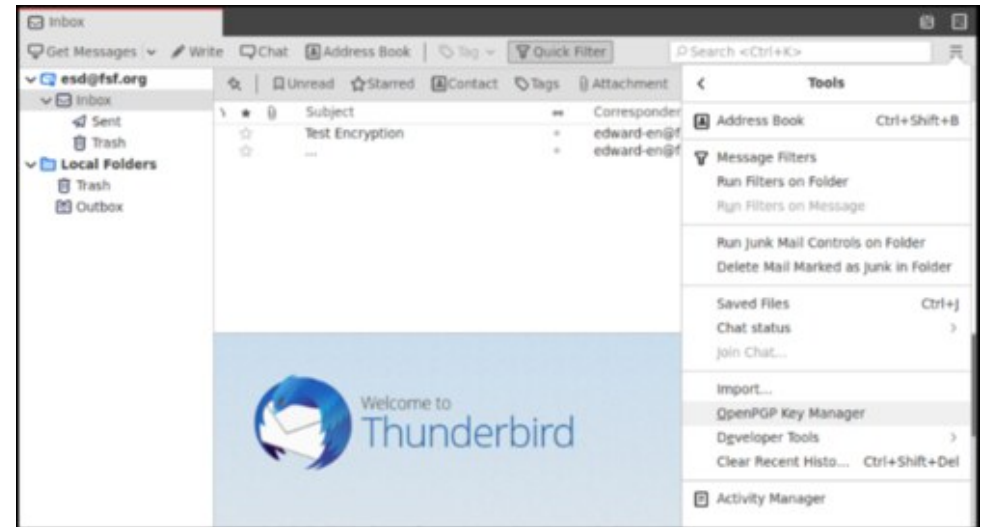 Inbox
Get Messages Write Chat Address Book Tag Quick Filter Search <Ctrl+K>
esd@fsf.org
Inbox
Sent
Trash
Local Folders
Trash
Outbox
Unread Starred Contact Tags Attachment
Subject Corresponder
Test Encryption edward-en@f
... edward-en@f
Welcome to
Thunderbird
Tools
Address Book Ctrl+Shift+B
Message Filters
Run Filters on Folder
Run Filters on Message
Run Junk Mail Controls on Folder
Delete Mail Marked as Junk in Folder
Saved Files Ctrl+J
Chat status
Join Chat...
Import...
OpenPGP Key Manager
Developer Tools
Clear Recent Histo... Ctrl+Shift+Del
Activity Manager